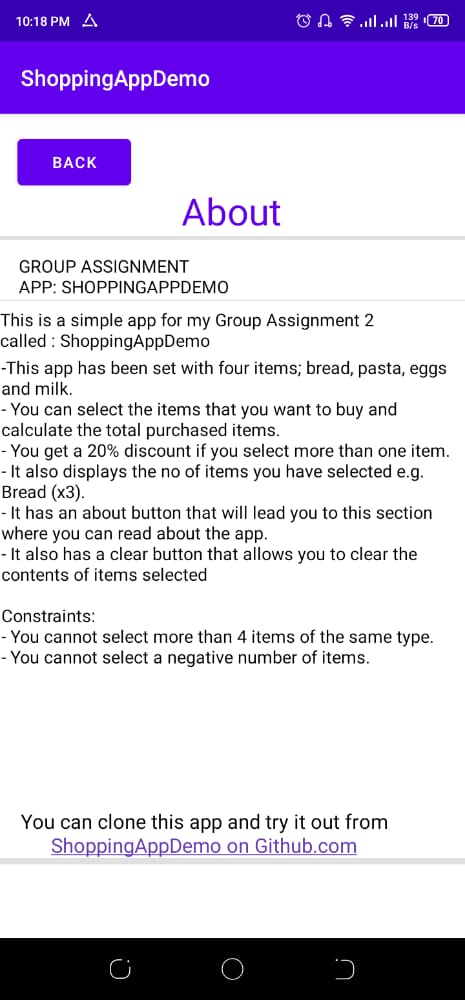 10:18 PM
139
B/s
70
ShoppingAppDemo
BACK
About
GROUP ASSIGNMENT
APP: SHOPPINGAPPDEMO
This is a simple app for my Group Assignment 2
called : ShoppingAppDemo
-This app has been set with four items; bread, pasta, eggs
and milk.
- You can select the items that you want to buy and
calculate the total purchased items.
- You get a 20% discount if you select more than one item.
- It also displays the no of items you have selected e.g.
Bread (x3).
- It has an about button that will lead you to this section
where you can read about the app.
- It also has a clear button that allows you to clear the
contents of items selected
Constraints:
- You cannot select more than 4 items of the same type.
- You cannot select a negative number of items.
You can clone this app and try it out from
ShoppingAppDemo on Github.com